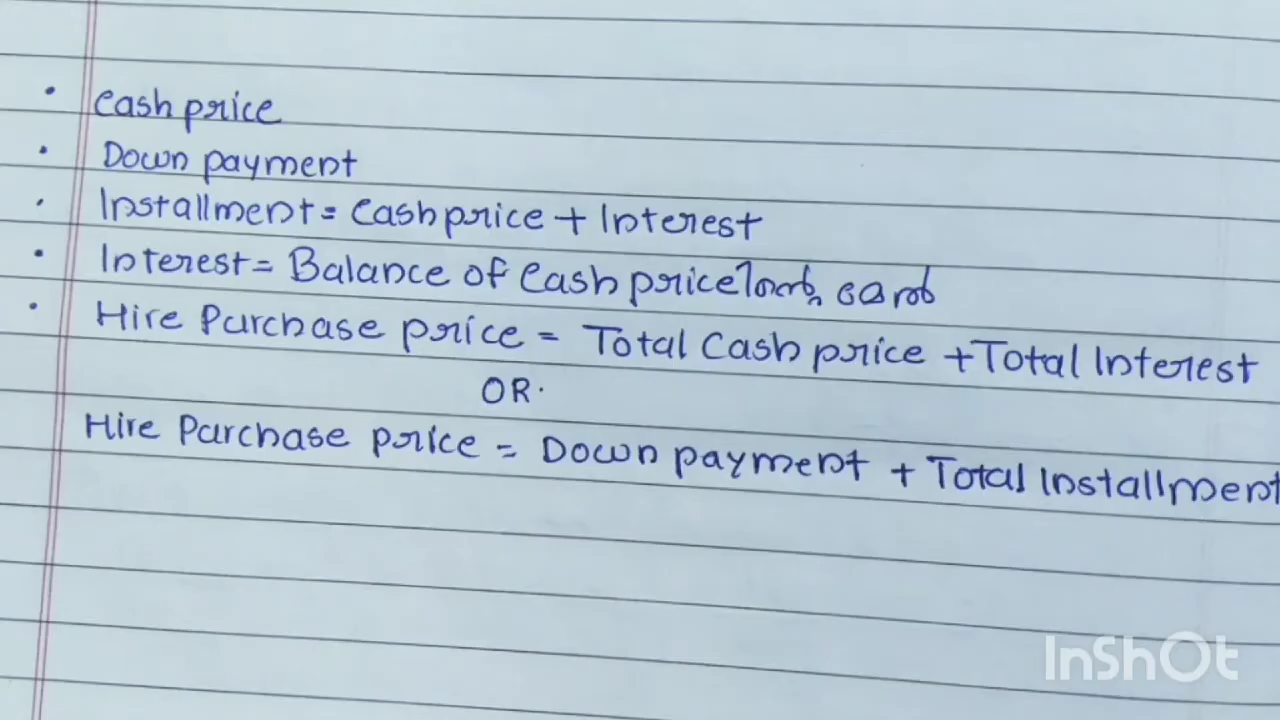 • Cash price
• Down payment
• Installment = Cash price + Interest
• Interest = Balance of Cash price
• Hire Purchase price = Total Cash price + Total Interest
OR.
Hire Purchase price = Down payment + Total Installment
InShOt